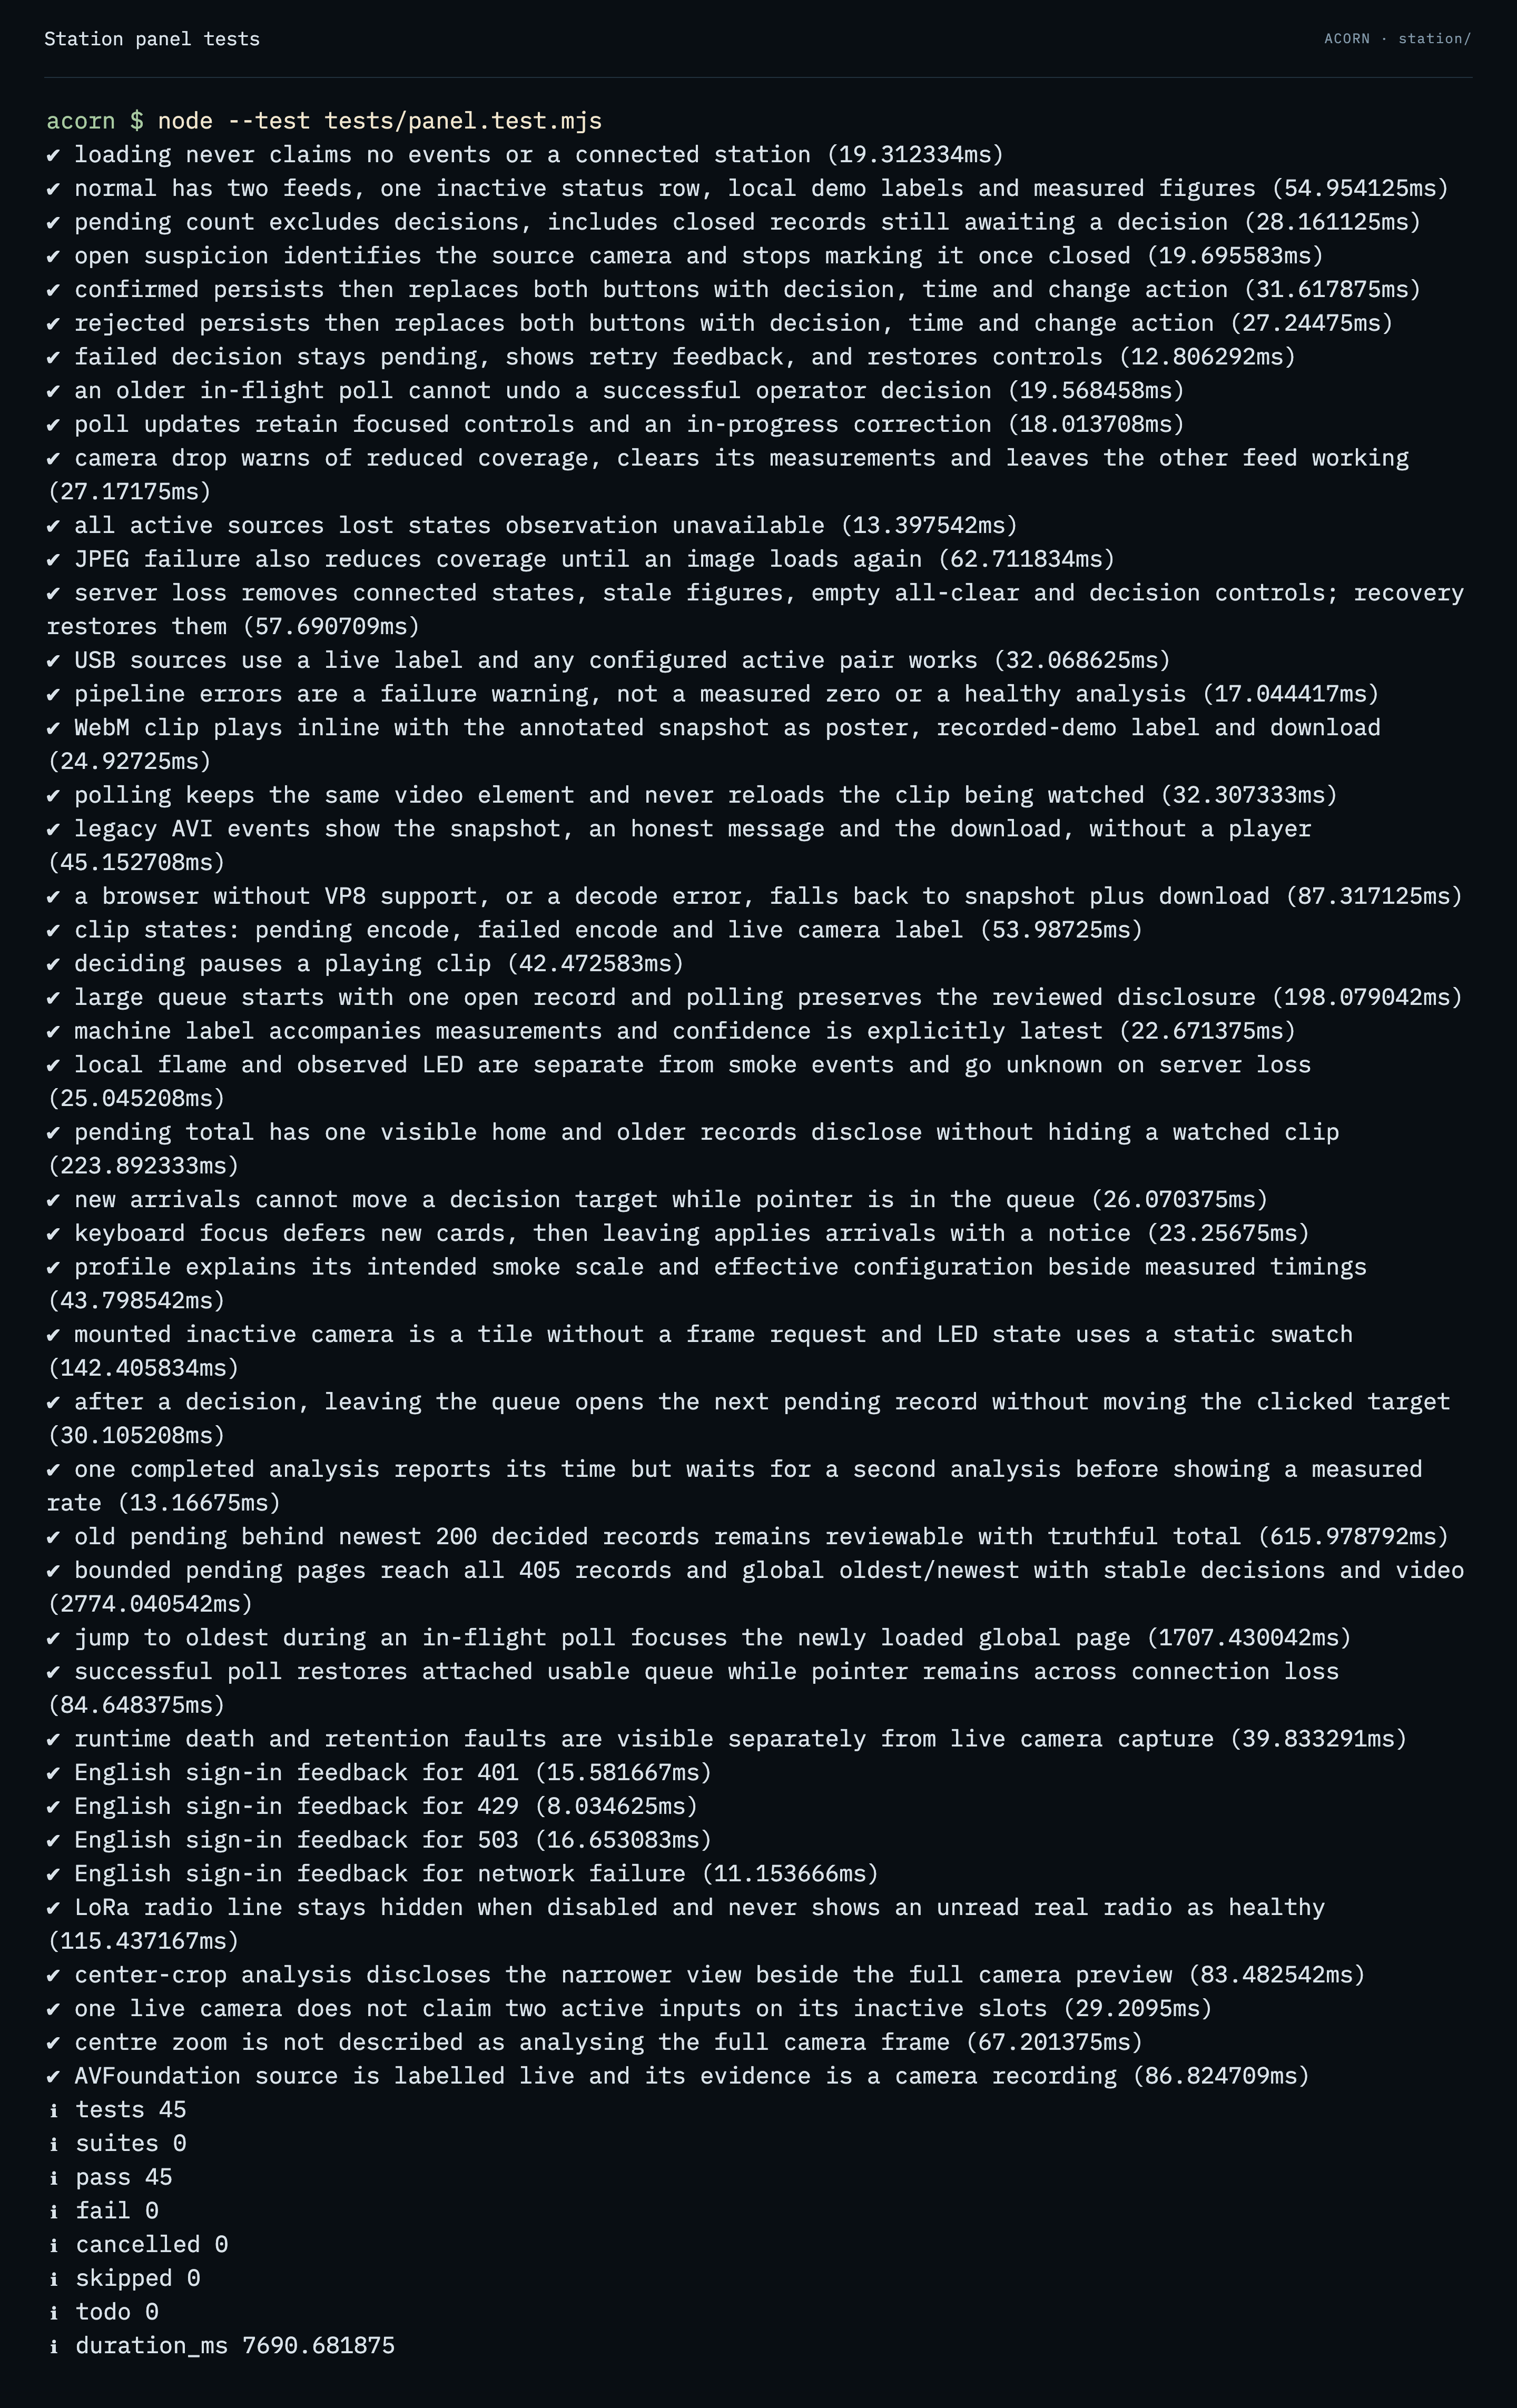 Station panel tests
ACORN · station/
acorn $ node --test tests/panel.test.mjs
✔ loading never claims no events or a connected station (19.312334ms)
✔ normal has two feeds, one inactive status row, local demo labels and measured figures (54.954125ms)
✔ pending count excludes decisions, includes closed records still awaiting a decision (28.161125ms)
✔ open suspicion identifies the source camera and stops marking it once closed (19.695583ms)
✔ confirmed persists then replaces both buttons with decision, time and change action (31.617875ms)
✔ rejected persists then replaces both buttons with decision, time and change action (27.24475ms)
✔ failed decision stays pending, shows retry feedback, and restores controls (12.806292ms)
✔ an older in-flight poll cannot undo a successful operator decision (19.568458ms)
✔ poll updates retain focused controls and an in-progress correction (18.013708ms)
✔ camera drop warns of reduced coverage, clears its measurements and leaves the other feed working
(27.17175ms)
✔ all active sources lost states observation unavailable (13.397542ms)
✔ JPEG failure also reduces coverage until an image loads again (62.711834ms)
✔ server loss removes connected states, stale figures, empty all-clear and decision controls; recovery
restores them (57.690709ms)
✔ USB sources use a live label and any configured active pair works (32.068625ms)
✔ pipeline errors are a failure warning, not a measured zero or a healthy analysis (17.044417ms)
✔ WebM clip plays inline with the annotated snapshot as poster, recorded-demo label and download
(24.92725ms)
✔ polling keeps the same video element and never reloads the clip being watched (32.307333ms)
✔ legacy AVI events show the snapshot, an honest message and the download, without a player
(45.152708ms)
✔ a browser without VP8 support, or a decode error, falls back to snapshot plus download (87.317125ms)
✔ clip states: pending encode, failed encode and live camera label (53.98725ms)
✔ deciding pauses a playing clip (42.472583ms)
✔ large queue starts with one open record and polling preserves the reviewed disclosure (198.079042ms)
✔ machine label accompanies measurements and confidence is explicitly latest (22.671375ms)
✔ local flame and observed LED are separate from smoke events and go unknown on server loss
(25.045208ms)
✔ pending total has one visible home and older records disclose without hiding a watched clip
(223.892333ms)
✔ new arrivals cannot move a decision target while pointer is in the queue (26.070375ms)
✔ keyboard focus defers new cards, then leaving applies arrivals with a notice (23.25675ms)
✔ profile explains its intended smoke scale and effective configuration beside measured timings
(43.798542ms)
✔ mounted inactive camera is a tile without a frame request and LED state uses a static swatch
(142.405834ms)
✔ after a decision, leaving the queue opens the next pending record without moving the clicked target
(30.105208ms)
✔ one completed analysis reports its time but waits for a second analysis before showing a measured
rate (13.16675ms)
✔ old pending behind newest 200 decided records remains reviewable with truthful total (615.978792ms)
✔ bounded pending pages reach all 405 records and global oldest/newest with stable decisions and video
(2774.040542ms)
✔ jump to oldest during an in-flight poll focuses the newly loaded global page (1707.430042ms)
✔ successful poll restores attached usable queue while pointer remains across connection loss
(84.648375ms)
✔ runtime death and retention faults are visible separately from live camera capture (39.833291ms)
✔ English sign-in feedback for 401 (15.581667ms)
✔ English sign-in feedback for 429 (8.034625ms)
✔ English sign-in feedback for 503 (16.653083ms)
✔ English sign-in feedback for network failure (11.153666ms)
✔ LoRa radio line stays hidden when disabled and never shows an unread real radio as healthy
(115.437167ms)
✔ center-crop analysis discloses the narrower view beside the full camera preview (83.482542ms)
✔ one live camera does not claim two active inputs on its inactive slots (29.2095ms)
✔ centre zoom is not described as analysing the full camera frame (67.201375ms)
✔ AVFoundation source is labelled live and its evidence is a camera recording (86.824709ms)
ℹ tests 45
ℹ suites 0
ℹ pass 45
ℹ fail 0
ℹ cancelled 0
ℹ skipped 0
ℹ todo 0
ℹ duration_ms 7690.681875